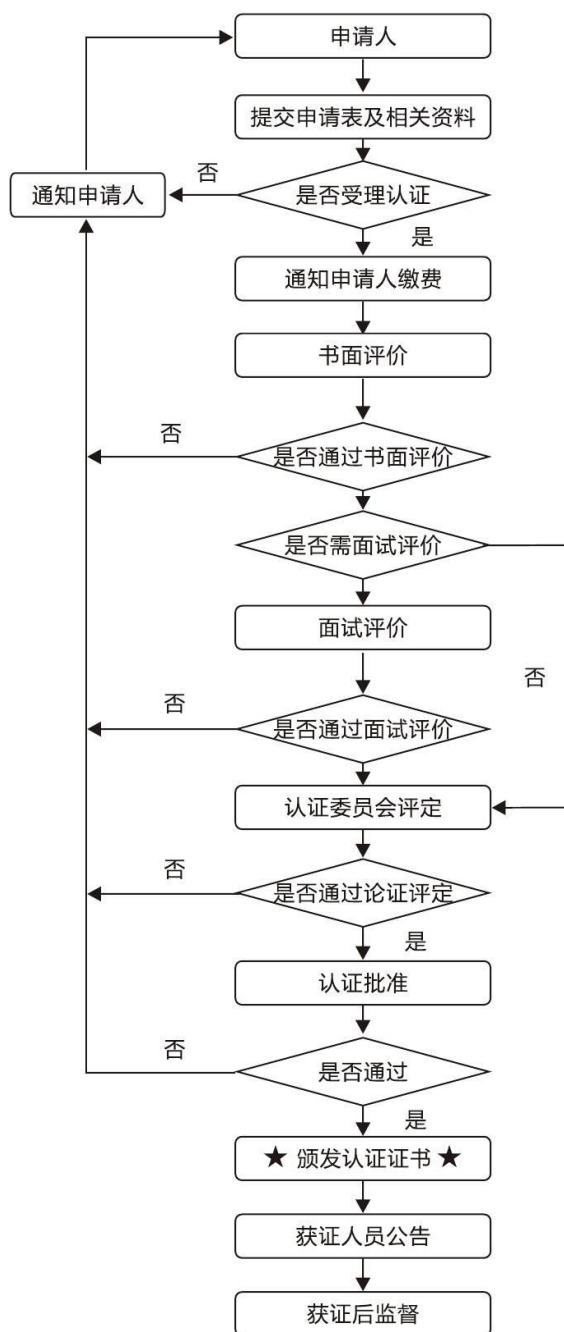 申请人
提交申请表及相关资料
通知申请人
否
是否受理认证
是
通知申请人缴费
书面评价
否
是否通过书面评价
是否需面试评价
面试评价
否
否
是否通过面试评价
认证委员会评定
否
是否通过论证评定
是
认证批准
否
是否通过
是
★ 颁发认证证书 ★
获证人员公告
获证后监督